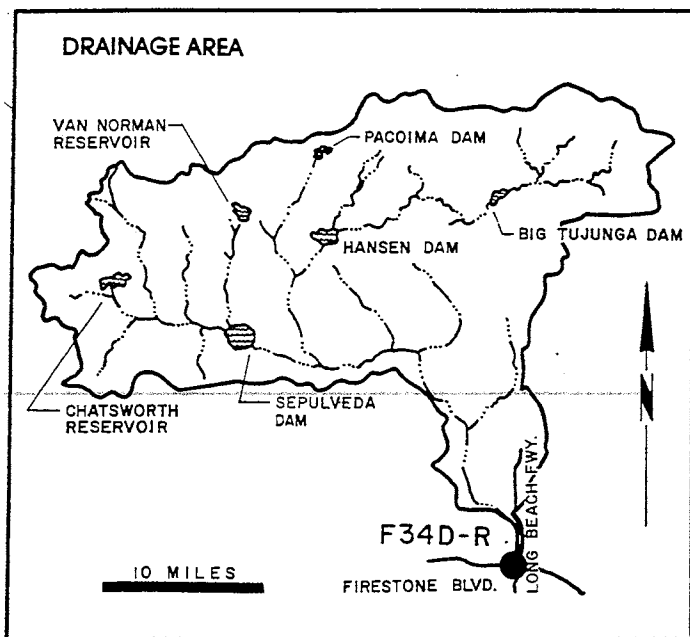 DRAINAGE AREA
VAN NORMAN
RESERVOIR
PACOIMA DAM
HANSEN DAM
BIG TUJUNGA DAM
CHATSWORTH
RESERVOIR
SEPULVEDA
DAM
N
LONG BEACH FWY.
F34D-R
10 MILES
FIRESTONE BLVD.